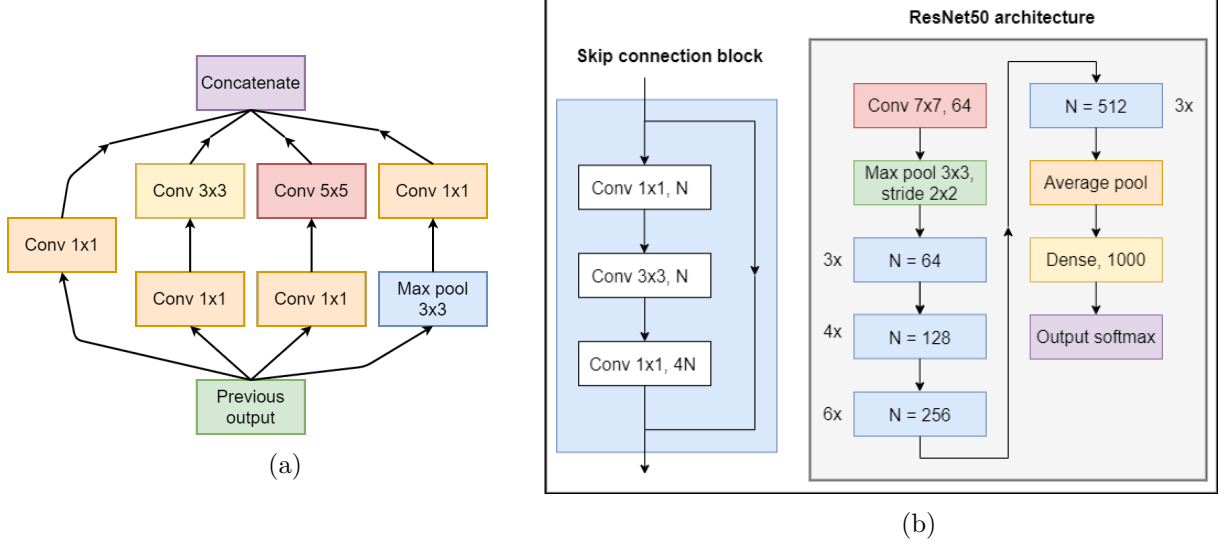 Concatenate
Conv 3x3
Conv 5x5
Conv 1x1
Conv 1x1
Conv 1x1
Conv 1x1
Max pool
3x3
Previous
output
(a)
Skip connection block
Conv 1x1, N
Conv 3x3, N
Conv 1x1, 4N
ResNet50 architecture
Conv 7x7, 64
Max pool 3x3,
stride 2x2
3x
N = 64
4x
N = 128
6x
N = 256
N = 512
3x
Average pool
Dense, 1000
Output softmax
(b)